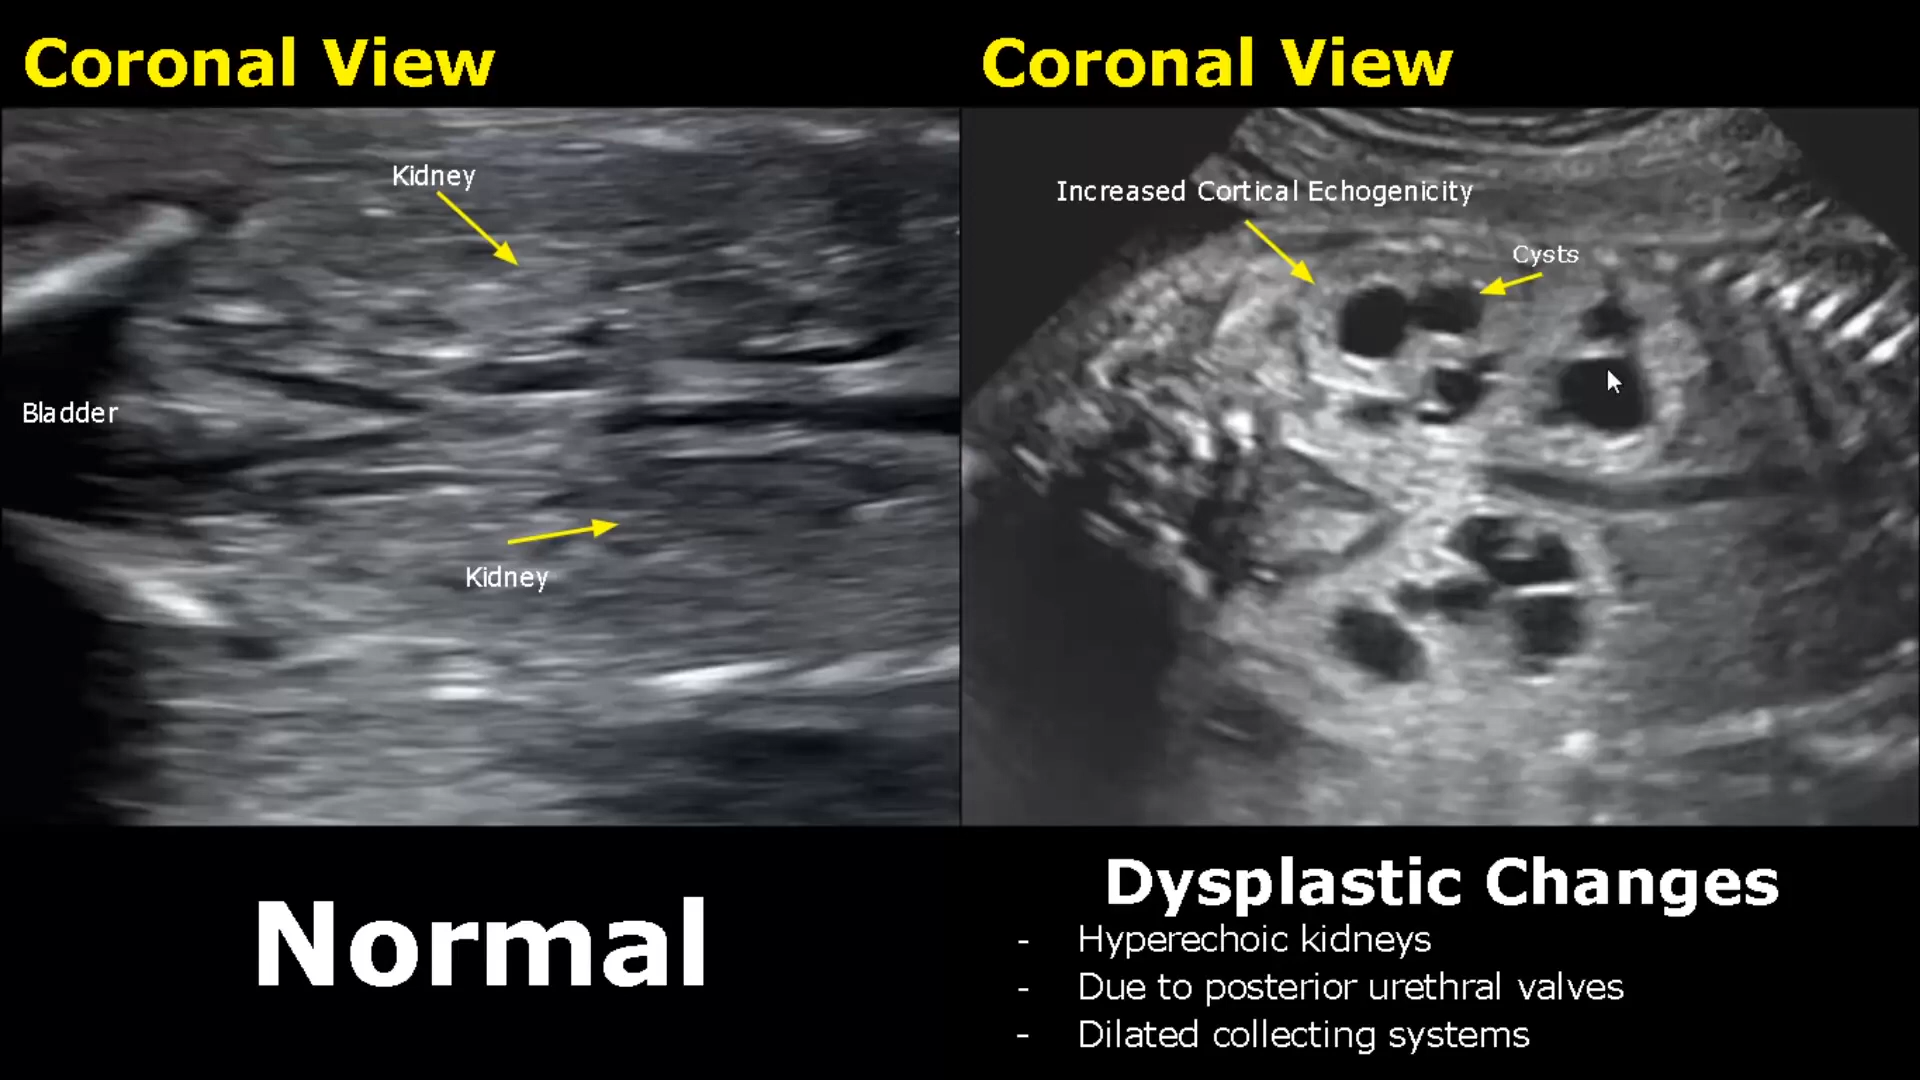 Coronal View
Kidney
Bladder
Kidney
Normal
Coronal View
Increased Cortical Echogenicity
Cysts
Dysplastic Changes
- Hyperechoic kidneys
- Due to posterior urethral valves
- Dilated collecting systems